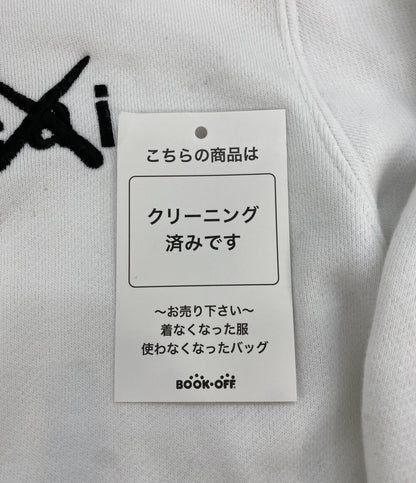 こちらの商品は
クリーニング
済みです
～お売り下さい～
着なくなった服
使わなくなったバッグ
BOOK・OFF